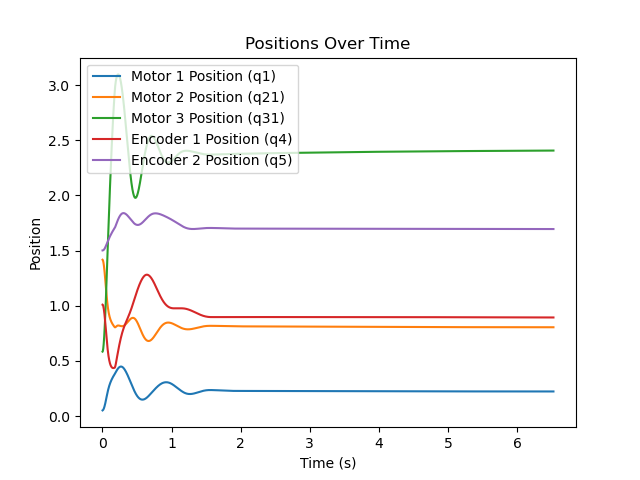 Positions Over Time
Motor 1 Position (q1)
Motor 2 Position (q21)
Motor 3 Position (q31)
Encoder 1 Position (q4)
Encoder 2 Position (q5)
Position
3.0
2.5
2.0
1.5
1.0
0.5
0.0
0 1 2 3 4 5 6
Time (s)